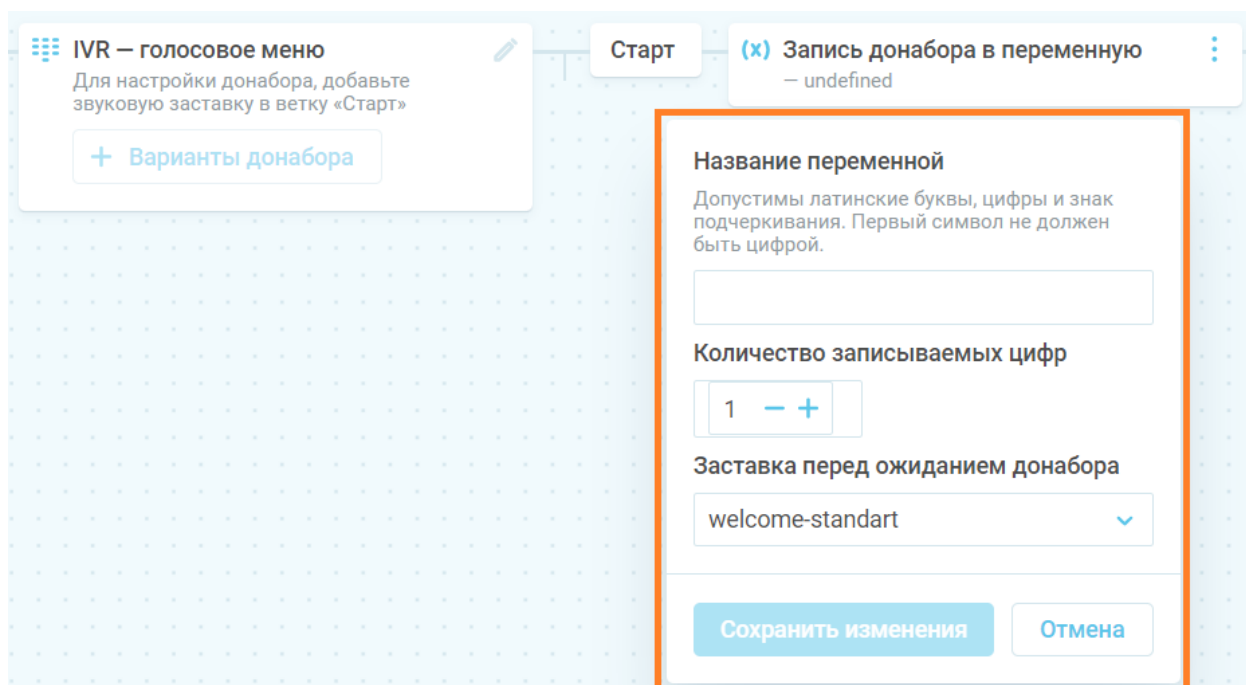 IVR — голосовое меню
Для настройки донабора, добавьте
звуковую заставку в ветку «Старт»
+ Варианты донабора
Старт
(x) Запись донабора в переменную
— undefined
Название переменной
Допустимы латинские буквы, цифры и знак
подчеркивания. Первый символ не должен
быть цифрой.
Количество записываемых цифр
1 — +
Заставка перед ожиданием донабора
welcome-standart
Сохранить изменения
Отмена